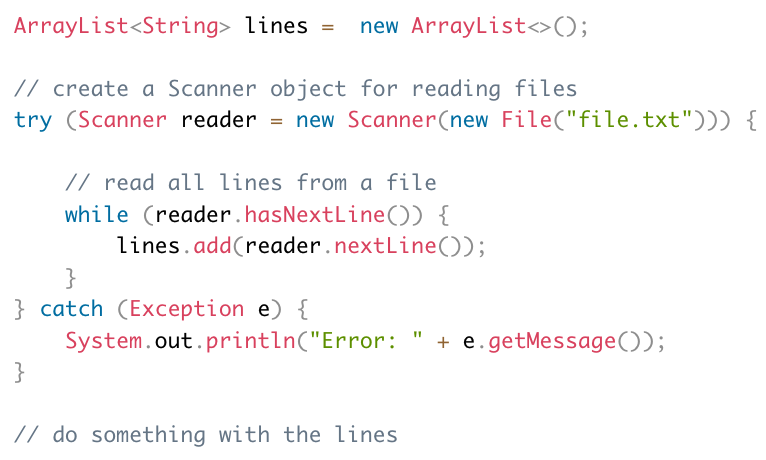 ArrayList<String> lines =  new ArrayList<>();

// create a Scanner object for reading files
try (Scanner reader = new Scanner(new File("file.txt"))) {

    // read all lines from a file
    while (reader.hasNextLine()) {
        lines.add(reader.nextLine());
    }
} catch (Exception e) {
    System.out.println("Error: " + e.getMessage());
}

// do something with the lines